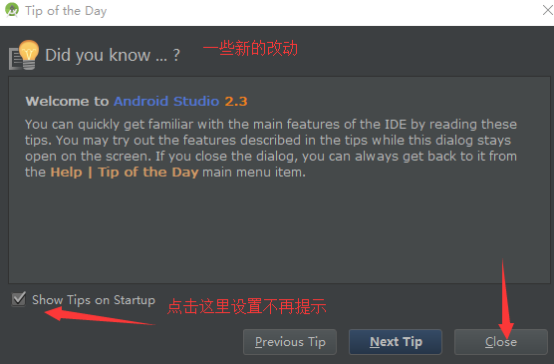 Tip of the Day
Did you know ... ?
一些新的改动
Welcome to Android Studio 2.3
You can quickly get familiar with the main features of the IDE by reading these
tips. You may try out the features described in the tips while this dialog stays
open on the screen. If you close the dialog, you can always get back to it from
the Help | Tip of the Day main menu item.
Show Tips on Startup
点击这里设置不再提示
Previous Tip
Next Tip
Close